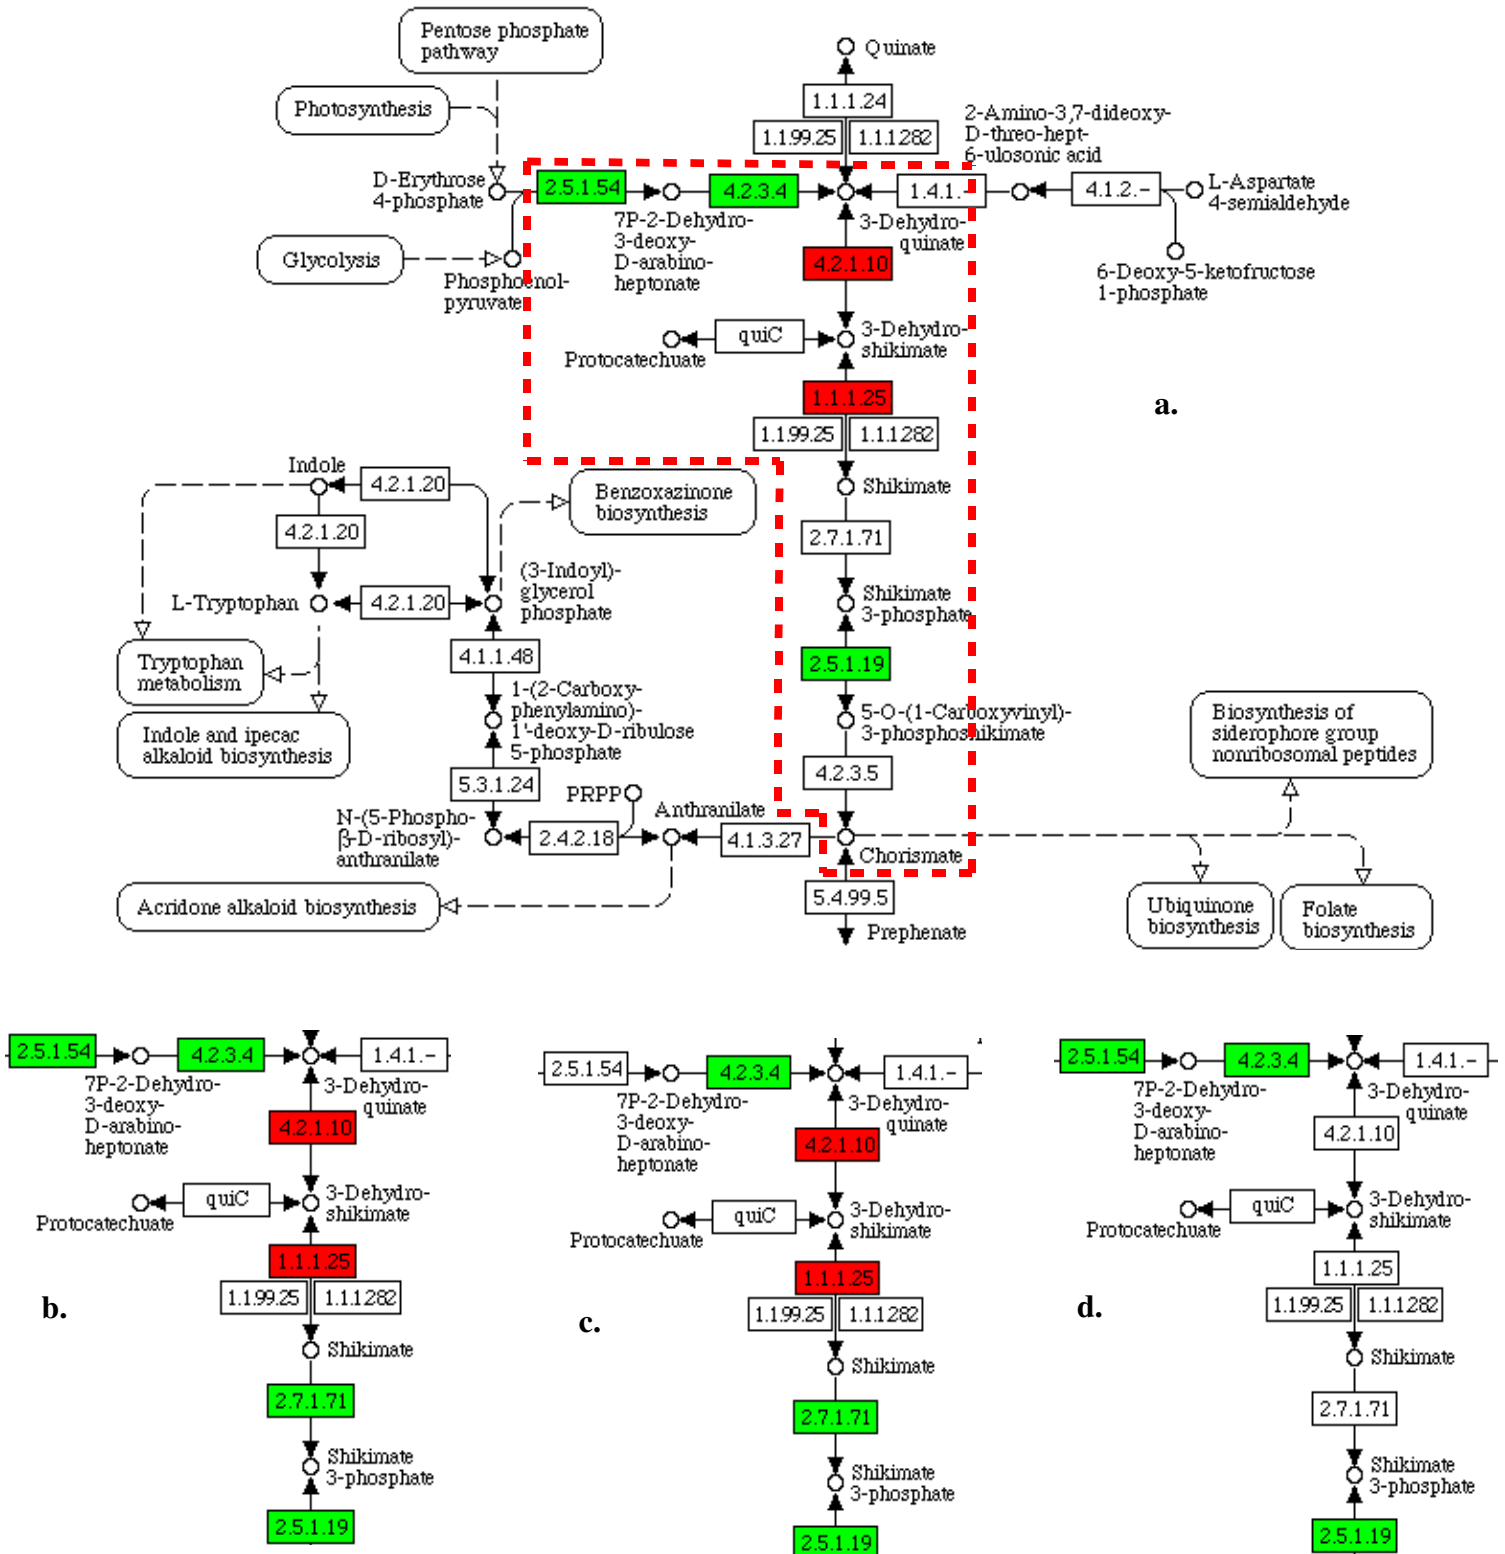 Pentose phosphate
pathway
Quinate
Photosynthesis
1.1.1.24
2-Amino-3,7-dideoxy-
D-threo-hept-
6-ulosonic acid
1.1.99.25
1.1.1.282
D-Erythrose
4-phosphate
2.5.1.54
4.2.3.4
1.4.1.-
4.1.2.-
L-Aspartate
4-semialdehyde
7P-2-Dehydro-
3-deoxy-
D-arabino-
heptonate
3-Dehydro-
quinate
Glycolysis
Phosphoenol-
pyruvate
4.2.1.10
6-Deoxy-5-ketofructose
1-phosphate
Protocatechuate
quiC
3-Dehydro-
shikimate
1.1.1.25
a.
1.1.99.25
1.1.1.282
Indole
4.2.1.20
Benzoxazinone
biosynthesis
Shikimate
4.2.1.20
2.7.1.71
L-Tryptophan
4.2.1.20
(3-Indoyl)-
glycerol
phosphate
Shikimate
3-phosphate
Tryptophan
metabolism
4.1.1.48
2.5.1.19
1-(2-Carboxy-
phenylamino)-
1'-deoxy-D-ribulose
5-phosphate
5-O-(1-Carboxyvinyl)-
3-phosphoshikimate
Indole and ipecac
alkaloid biosynthesis
Biosynthesis of
siderophore group
nonribosomal peptides
5.3.1.24
4.2.3.5
PRPP
N-(5-Phospho-
β-D-ribosyl)-
anthranilate
2.4.2.18
Anthranilate
4.1.3.27
Chorismate
Acridone alkaloid biosynthesis
5.4.99.5
Ubiquinone
biosynthesis
Folate
biosynthesis
Prephenate
2.5.1.54
4.2.3.4
1.4.1.-
7P-2-Dehydro-
3-deoxy-
D-arabino-
heptonate
3-Dehydro-
quinate
4.2.1.10
Protocatechuate
quiC
3-Dehydro-
shikimate
1.1.1.25
1.1.99.25
1.1.1.282
b.
Shikimate
2.7.1.71
Shikimate
3-phosphate
2.5.1.19
2.5.1.54
4.2.3.4
1.4.1.-
7P-2-Dehydro-
3-deoxy-
D-arabino-
heptonate
3-Dehydro-
quinate
4.2.1.10
Protocatechuate
quiC
3-Dehydro-
shikimate
1.1.1.25
1.1.99.25
1.1.1.282
c.
Shikimate
2.7.1.71
Shikimate
3-phosphate
2.5.1.19
2.5.1.54
4.2.3.4
1.4.1.-
7P-2-Dehydro-
3-deoxy-
D-arabino-
heptonate
3-Dehydro-
quinate
4.2.1.10
Protocatechuate
quiC
3-Dehydro-
shikimate
1.1.1.25
1.1.99.25
1.1.1.282
d.
Shikimate
2.7.1.71
Shikimate
3-phosphate
2.5.1.19